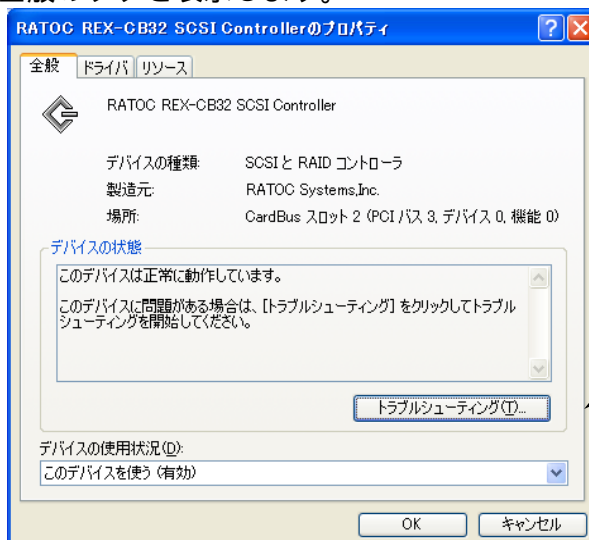 RATOC REX-CB32 SCSI Controllerのプロパティ
全般 ドライバ リソース
RATOC REX-CB32 SCSI Controller
デバイスの種類: SCSI と RAID コントローラ
製造元: RATOC Systems,Inc.
場所: CardBus スロット 2 (PCI バス 3, デバイス 0, 機能 0)
デバイスの状態
このデバイスは正常に動作しています。
このデバイスに問題がある場合は、[トラブルシューティング] をクリックしてトラブル
シューティングを開始してください。
トラブルシューティング(T)...
デバイスの使用状況(D):
このデバイスを使う (有効)
OK キャンセル